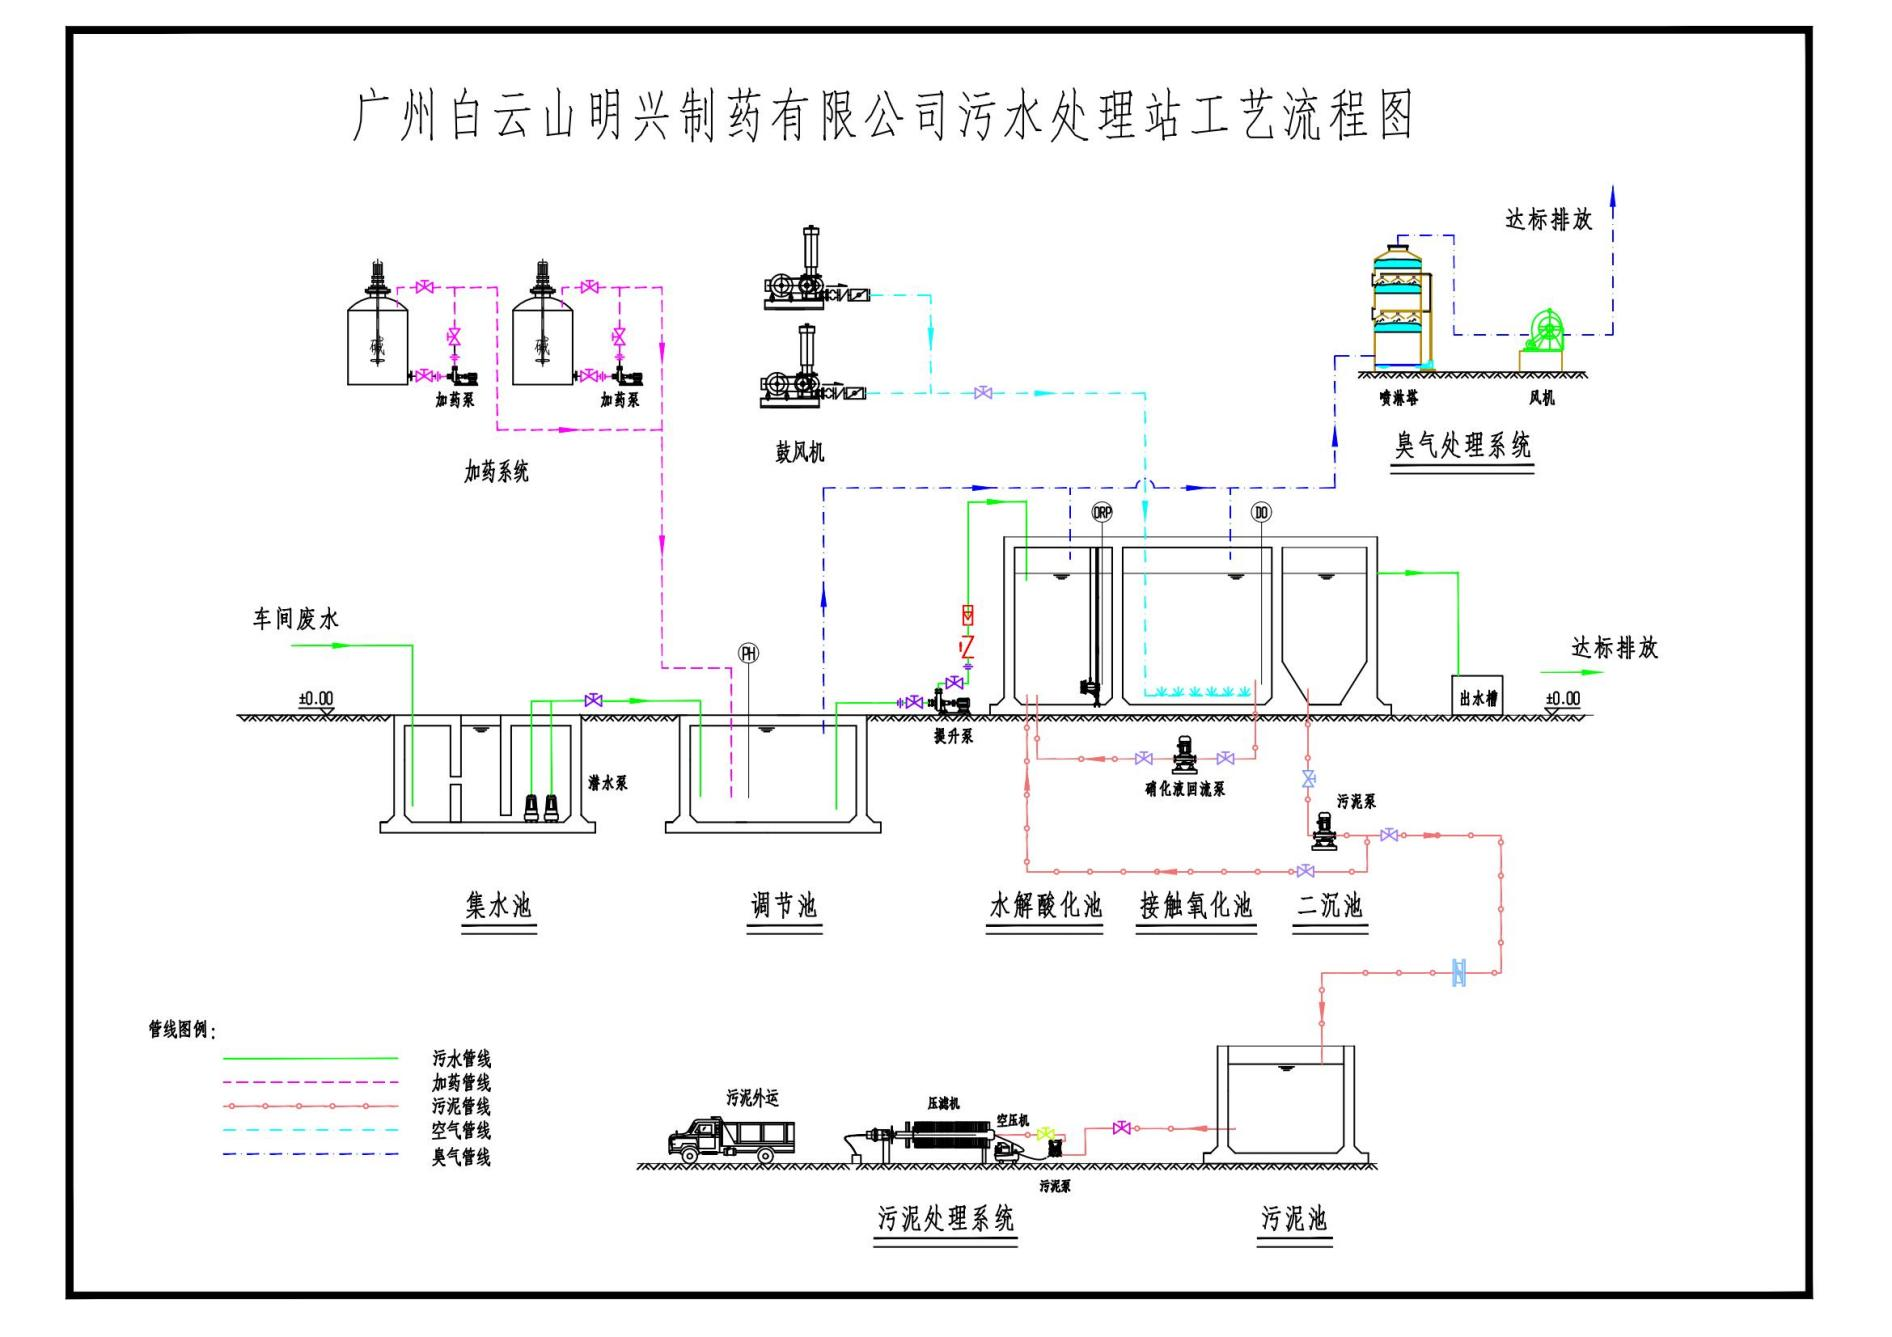 广州白云山明兴制药有限公司污水处理站工艺流程图
达标排放
碱
碱
加药泵
加药泵
喷淋塔
风机
鼓风机
臭气处理系统
加药系统
ORP
DO
车间废水
PH
达标排放
±0.00
出水槽
±0.00
提升泵
潜水泵
硝化液回流泵
污泥泵
集水池
调节池
水解酸化池
接触氧化池
二沉池
管线图例:
污水管线
加药管线
污泥管线
空气管线
臭气管线
污泥外运
压滤机
空压机
污泥泵
污泥处理系统
污泥池